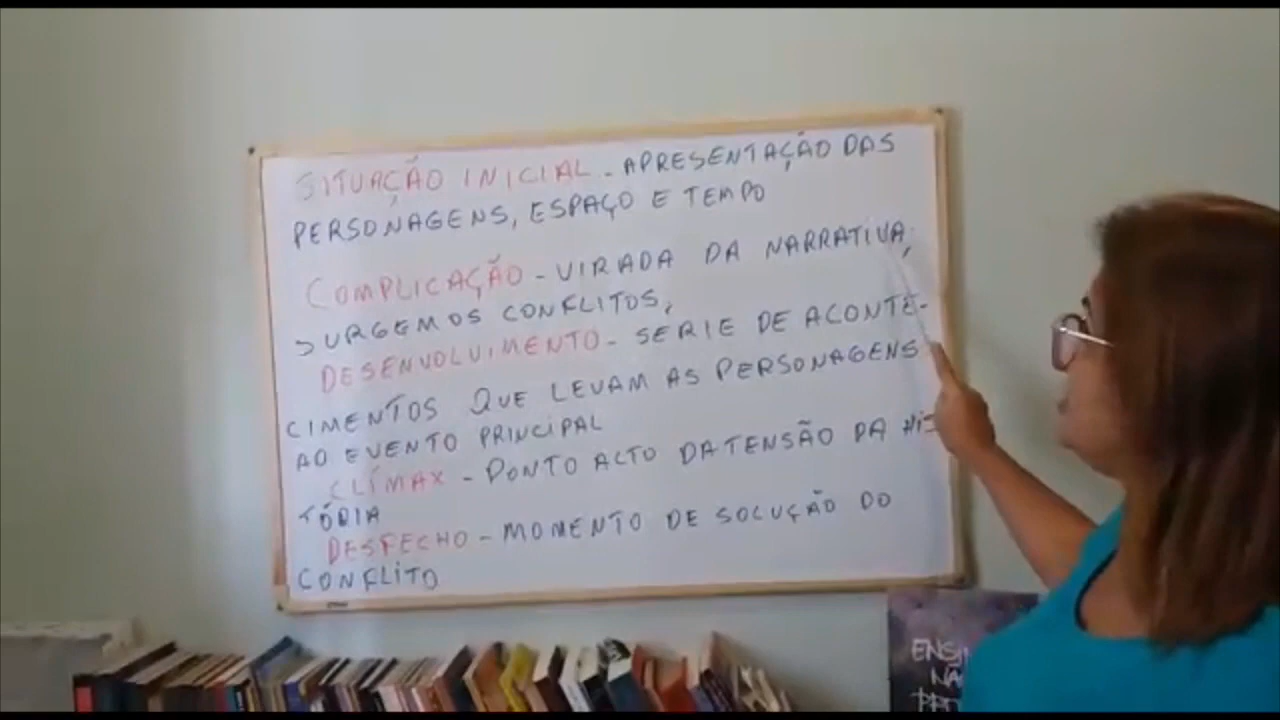 SITUAÇÃO INICIAL - APRESENTAÇÃO DAS
PERSONAGENS, ESPAÇO E TEMPO
COMPLICAÇÃO - VIRADA DA NARRATIVA,
SURGEM OS CONFLITOS,
DESENVOLVIMENTO - SERIE DE ACONTE-
CIMENTOS QUE LEVAM AS PERSONAGENS
AO EVENTO PRINCIPAL
CLÍMAX - PONTO ALTO DA TENSÃO DA HIS
TÓRIA
DESFECHO - MOMENTO DE SOLUÇÃO DO
CONFLITO
ENSI
NÃ